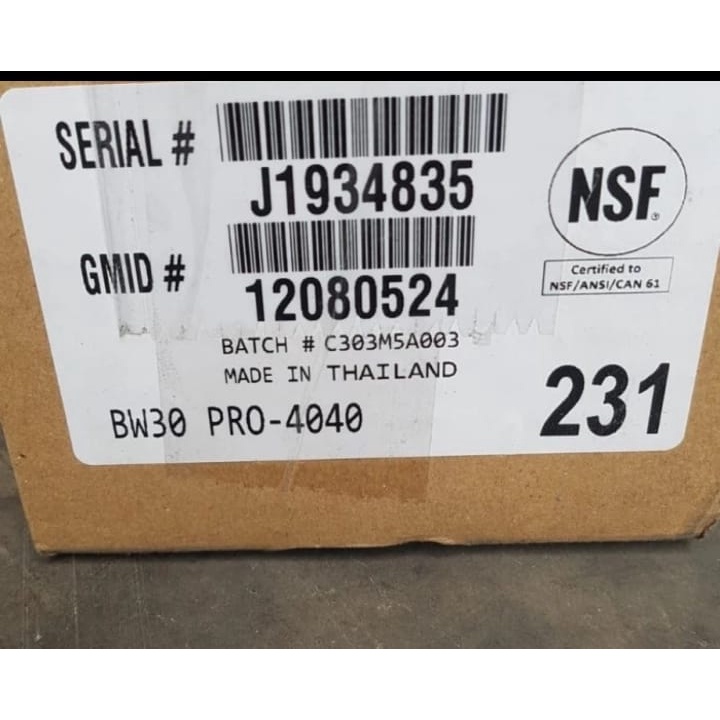 SERIAL #
J1934835
GMID #
12080524
BATCH # C303M5A003
MADE IN THAILAND
BW30 PRO-4040
231
NSF®
Certified to
NSF/ANSI/CAN 61